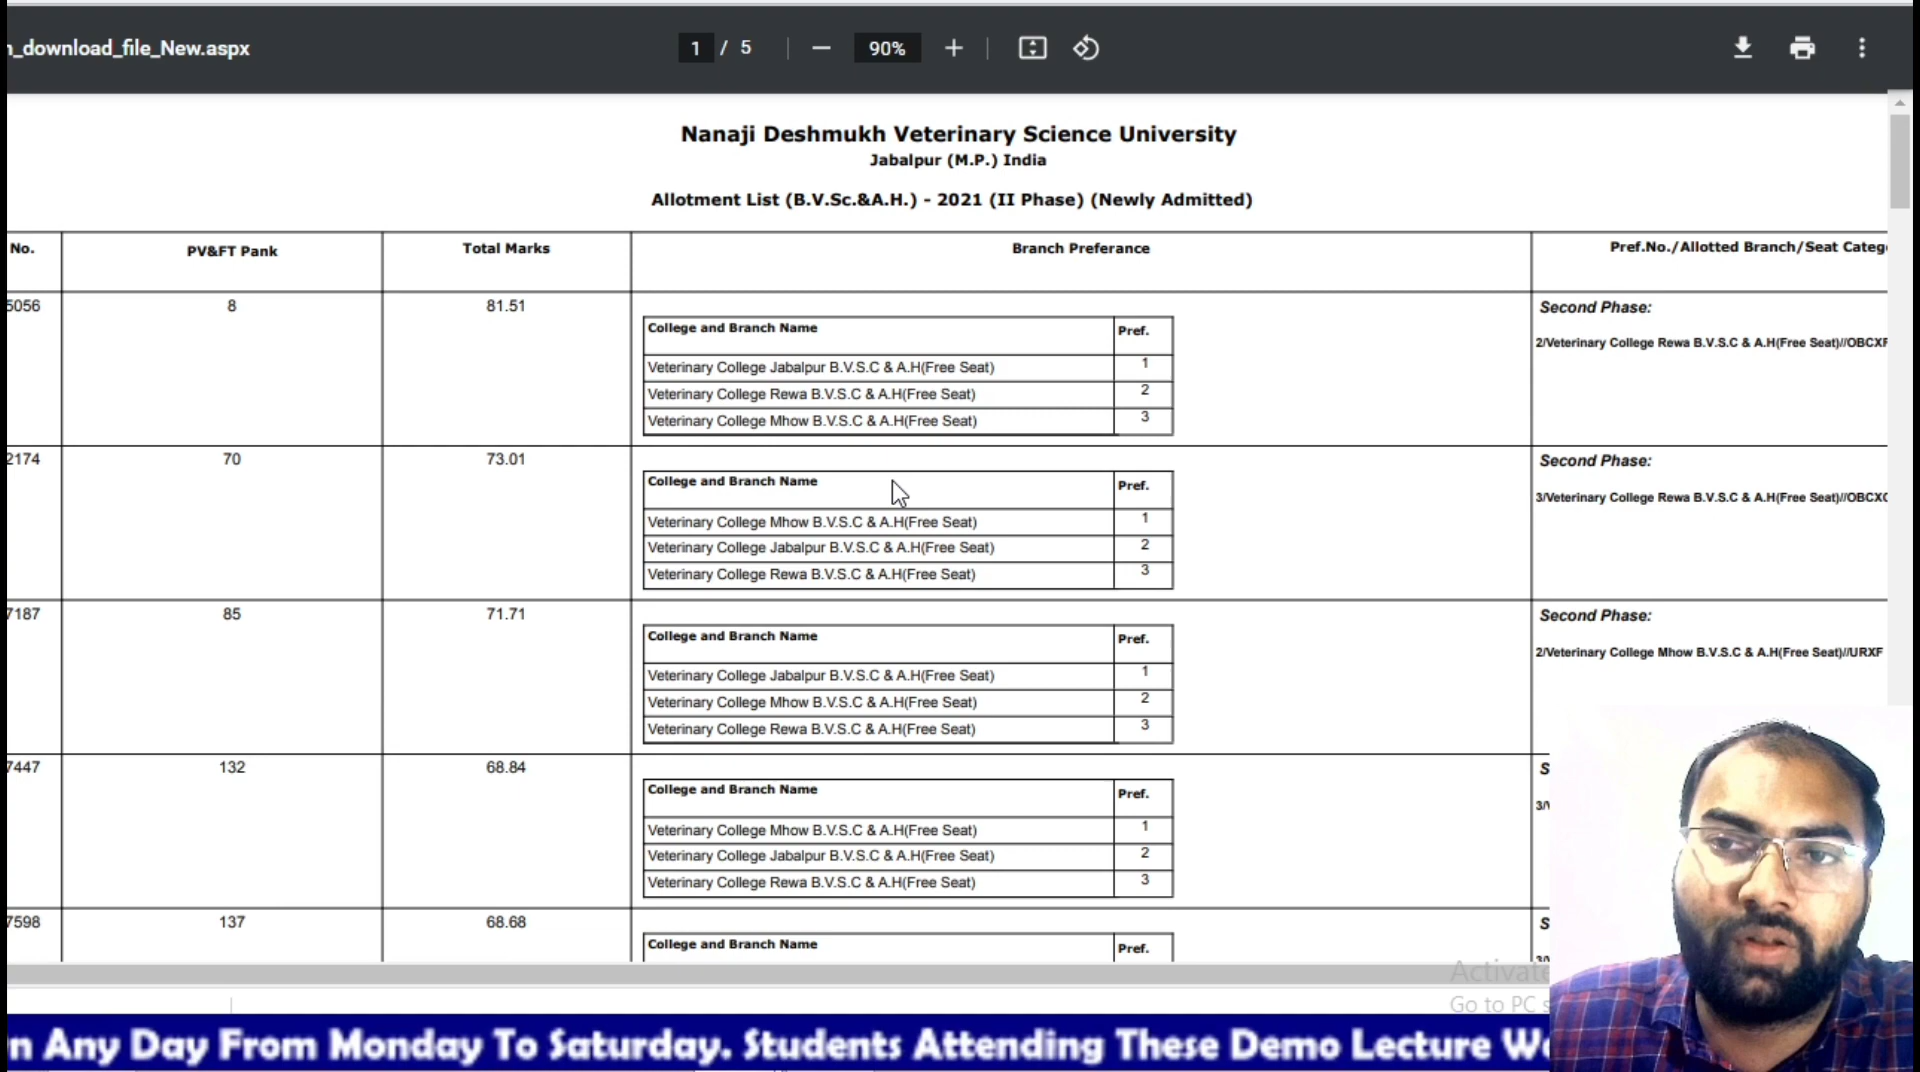 n_download_file_New.aspx
1 / 5
90%
Nanaji Deshmukh Veterinary Science University
Jabalpur (M.P.) India
Allotment List (B.V.Sc.&A.H.) - 2021 (II Phase) (Newly Admitted)
No. PV&FT Pank Total Marks Branch Preferance Pref.No./Allotted Branch/Seat Categ
5056 8 81.51 Second Phase:
College and Branch Name Pref.
2/Veterinary College Rewa B.V.S.C & A.H(Free Seat)//OBCXF
Veterinary College Jabalpur B.V.S.C & A.H(Free Seat) 1
Veterinary College Rewa B.V.S.C & A.H(Free Seat) 2
Veterinary College Mhow B.V.S.C & A.H(Free Seat) 3
2174 70 73.01 Second Phase:
College and Branch Name Pref.
3/Veterinary College Rewa B.V.S.C & A.H(Free Seat)//OBCXO
Veterinary College Mhow B.V.S.C & A.H(Free Seat) 1
Veterinary College Jabalpur B.V.S.C & A.H(Free Seat) 2
Veterinary College Rewa B.V.S.C & A.H(Free Seat) 3
7187 85 71.71 Second Phase:
College and Branch Name Pref.
2/Veterinary College Mhow B.V.S.C & A.H(Free Seat)//URXF
Veterinary College Jabalpur B.V.S.C & A.H(Free Seat) 1
Veterinary College Mhow B.V.S.C & A.H(Free Seat) 2
Veterinary College Rewa B.V.S.C & A.H(Free Seat) 3
7447 132 68.84 S
College and Branch Name Pref.
3/V
Veterinary College Mhow B.V.S.C & A.H(Free Seat) 1
Veterinary College Jabalpur B.V.S.C & A.H(Free Seat) 2
Veterinary College Rewa B.V.S.C & A.H(Free Seat) 3
7598 137 68.68 S
College and Branch Name Pref.
Activate
Go to PC s
n Any Day From Monday To Saturday. Students Attending These Demo Lecture W